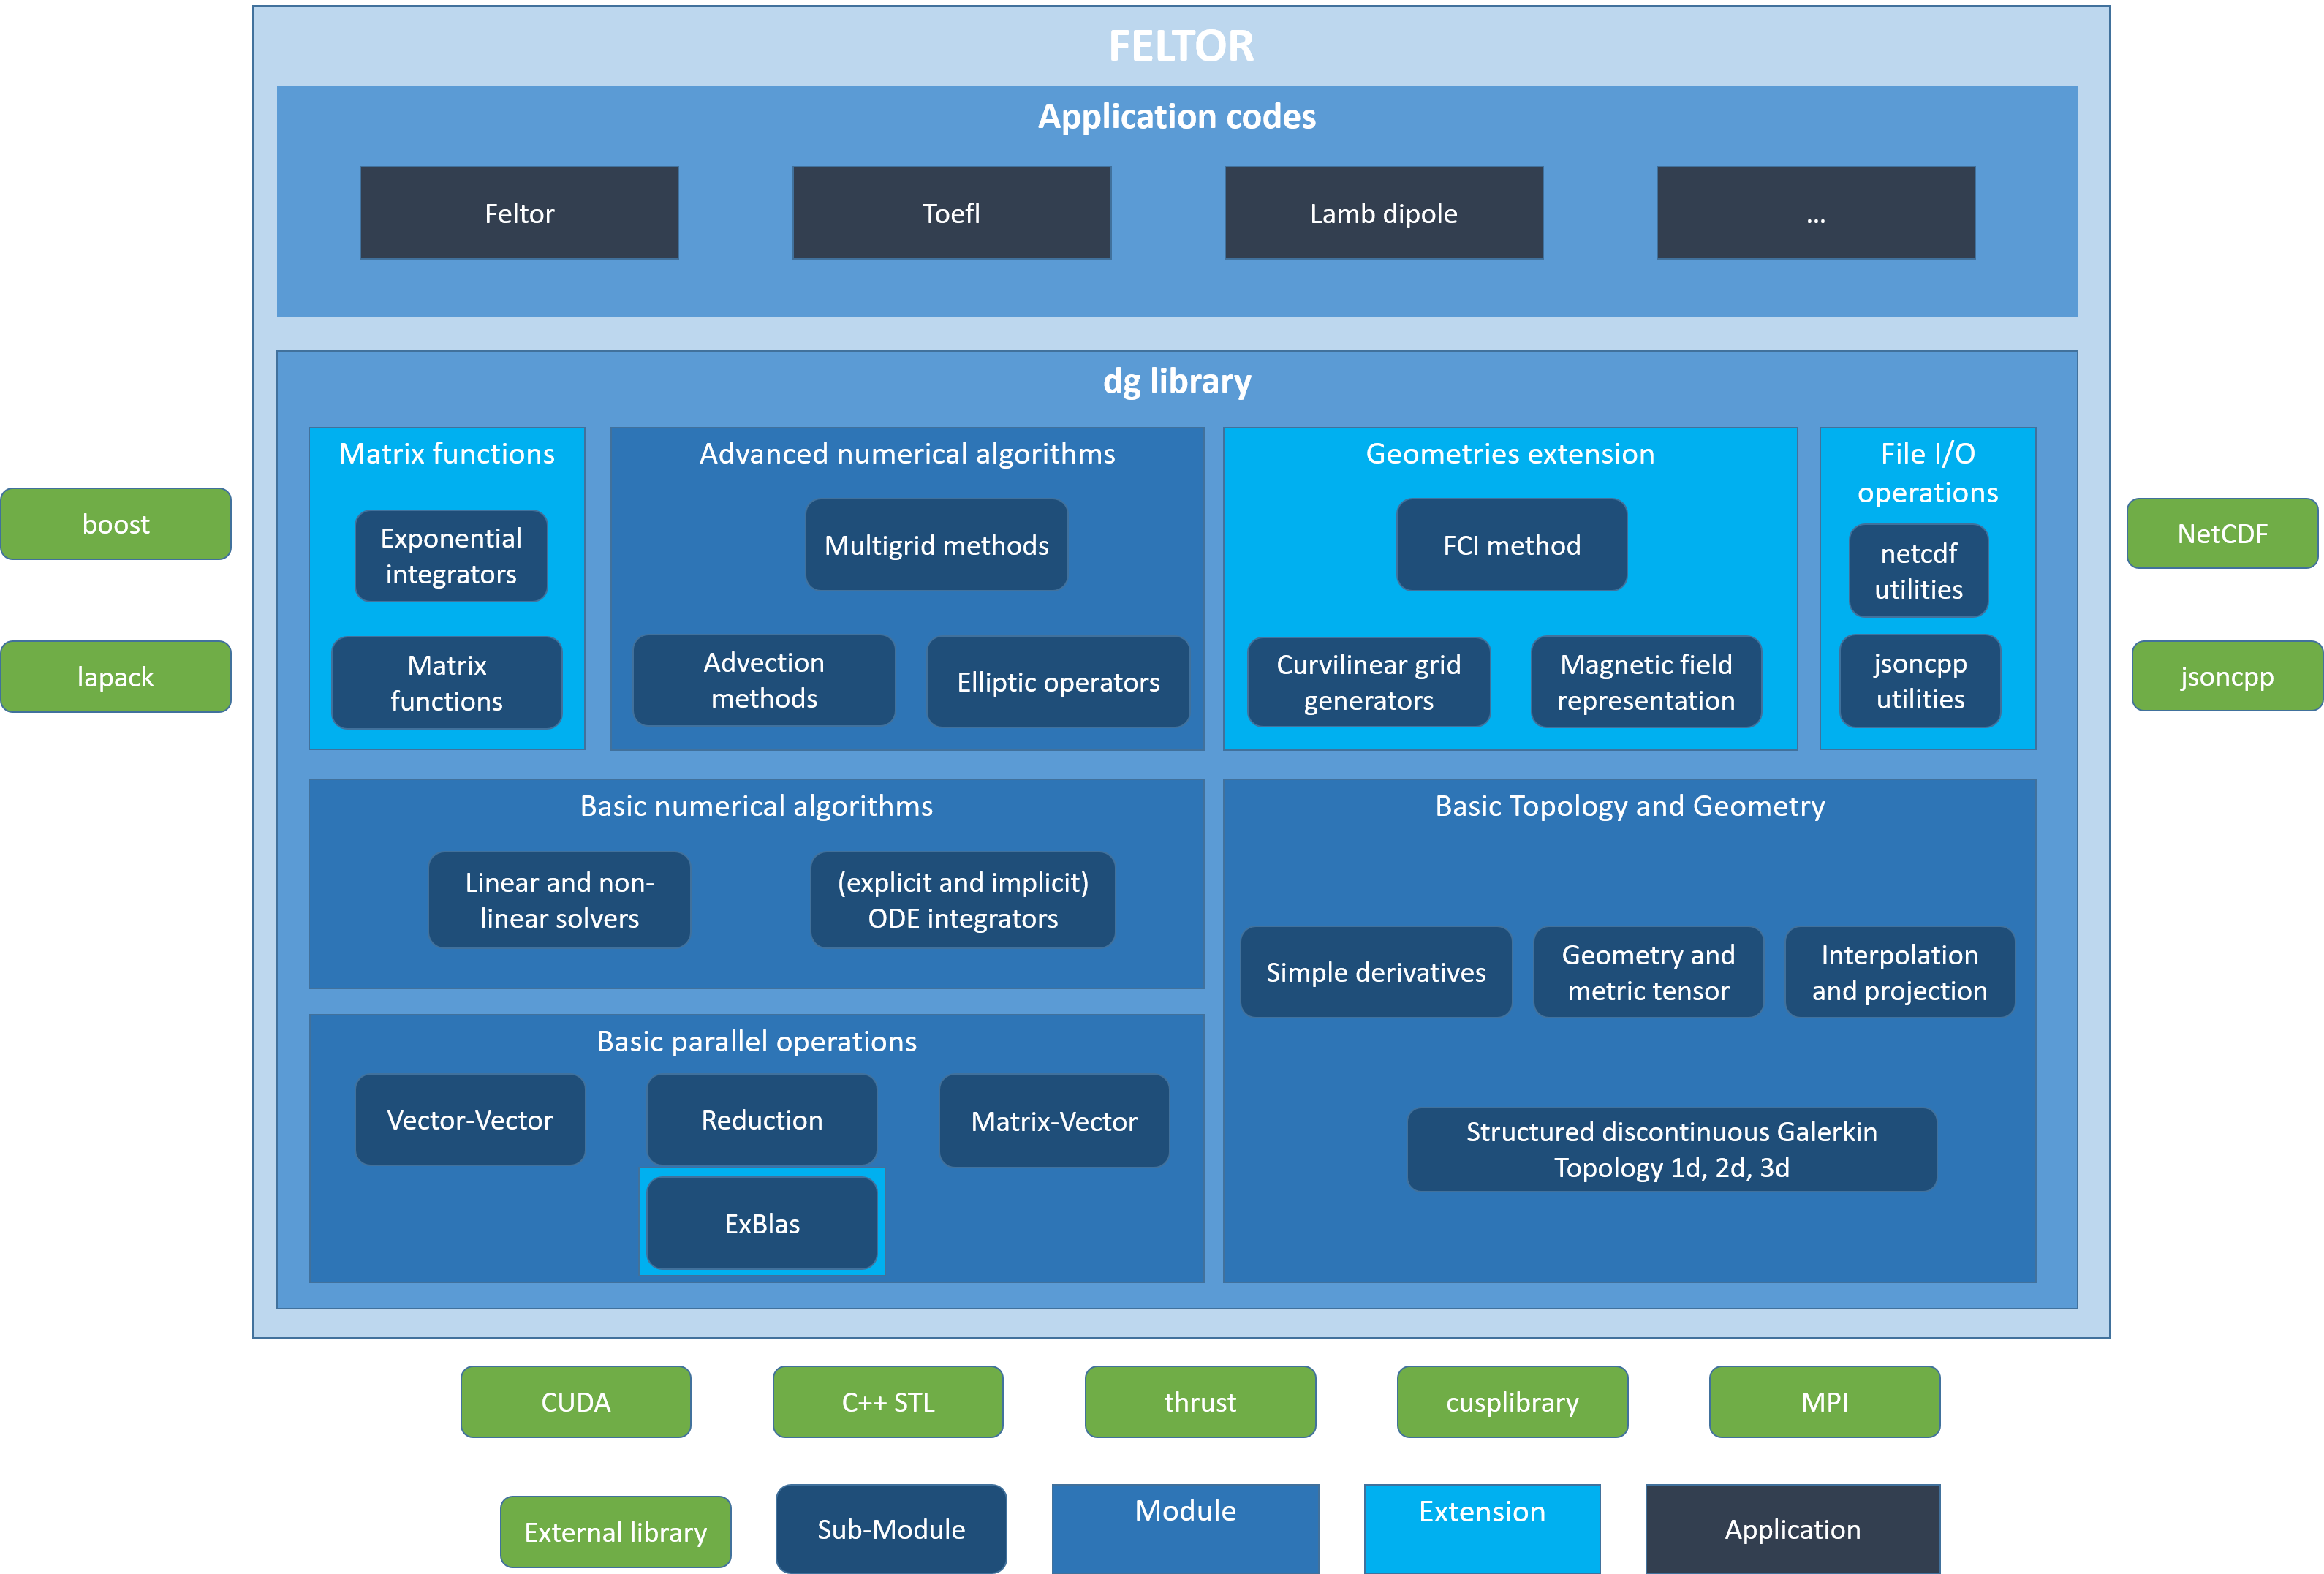 FELTOR
Application codes
Feltor
Toefl
Lamb dipole
...
dg library
Matrix functions
Exponential
integrators
Matrix
functions
Advanced numerical algorithms
Multigrid methods
Advection
methods
Elliptic operators
Geometries extension
FCI method
Curvilinear grid
generators
Magnetic field
representation
File I/O
operations
netcdf
utilities
jsoncpp
utilities
boost
lapack
NetCDF
jsoncpp
Basic numerical algorithms
Linear and non-
linear solvers
(explicit and implicit)
ODE integrators
Basic Topology and Geometry
Simple derivatives
Geometry and
metric tensor
Interpolation
and projection
Structured discontinuous Galerkin
Topology 1d, 2d, 3d
Basic parallel operations
Vector-Vector
Reduction
Matrix-Vector
ExBlas
CUDA
C++ STL
thrust
cusplibrary
MPI
External library
Sub-Module
Module
Extension
Application